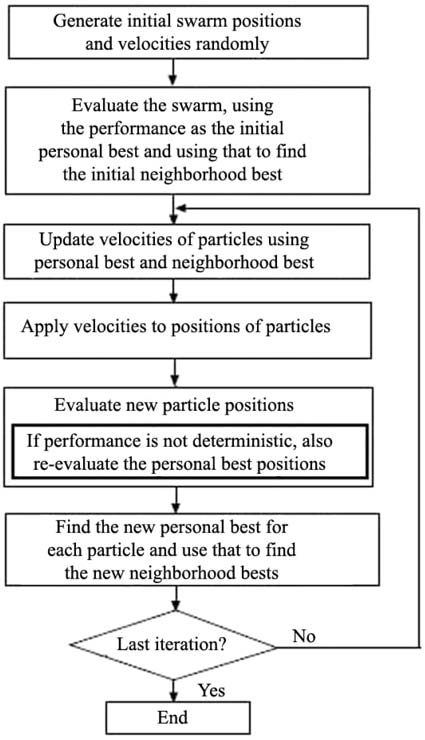 Generate initial swarm positions
and velocities randomly
Evaluate the swarm, using
the performance as the initial
personal best and using that to find
the initial neighborhood best
Update velocities of particles using
personal best and neighborhood best
Apply velocities to positions of particles
Evaluate new particle positions
If performance is not deterministic, also
re-evaluate the personal best positions
Find the new personal best for
each particle and use that to find
the new neighborhood bests
Last iteration?
No
Yes
End